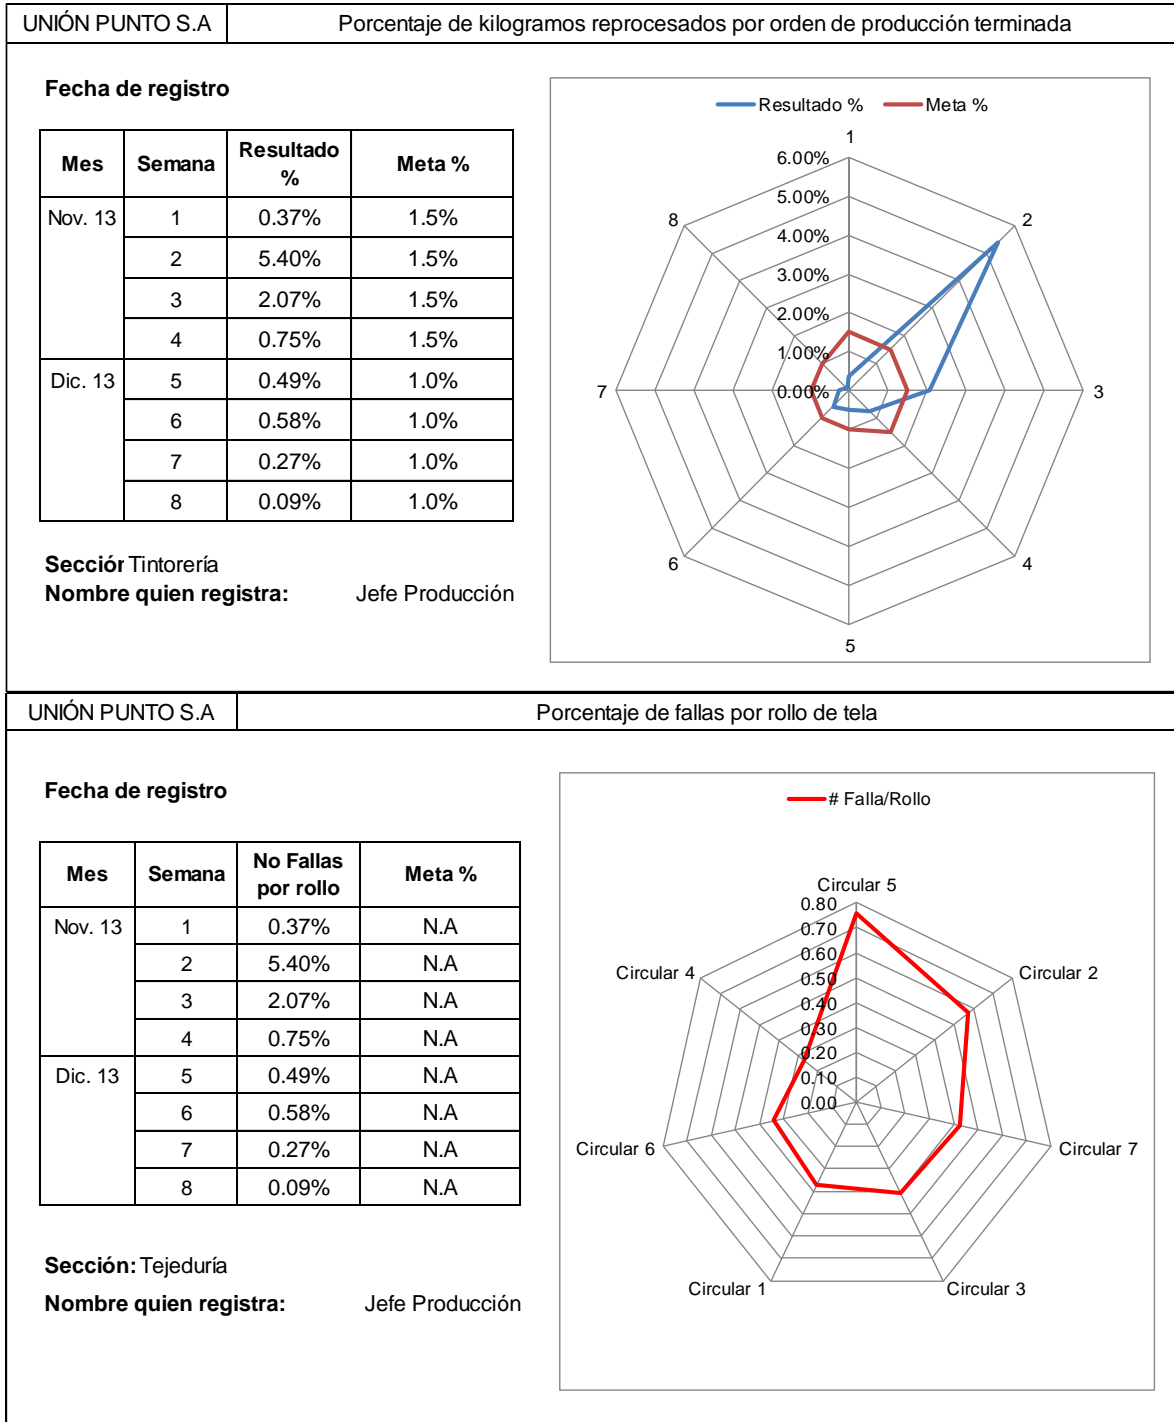 UNIÓN PUNTO S.A
Porcentaje de kilogramos reprocesados por orden de producción terminada
Fecha de registro
Mes Semana Resultado % Meta %
Nov. 13 1 0.37% 1.5%
2 5.40% 1.5%
3 2.07% 1.5%
4 0.75% 1.5%
Dic. 13 5 0.49% 1.0%
6 0.58% 1.0%
7 0.27% 1.0%
8 0.09% 1.0%
Secciór Tintorería
Nombre quien registra: Jefe Producción
Resultado % Meta %
1
6.00%
5.00%
4.00%
3.00%
2.00%
1.00%
0.00%
2
3
4
5
6
7
8
UNIÓN PUNTO S.A
Porcentaje de fallas por rollo de tela
Fecha de registro
Mes Semana No Fallas por rollo Meta %
Nov. 13 1 0.37% N.A
2 5.40% N.A
3 2.07% N.A
4 0.75% N.A
Dic. 13 5 0.49% N.A
6 0.58% N.A
7 0.27% N.A
8 0.09% N.A
Sección: Tejeduría
Nombre quien registra: Jefe Producción
# Falla/Rollo
Circular 5
0.80
0.70
0.60
0.50
0.40
0.30
0.20
0.10
0.00
Circular 2
Circular 7
Circular 3
Circular 1
Circular 6
Circular 4